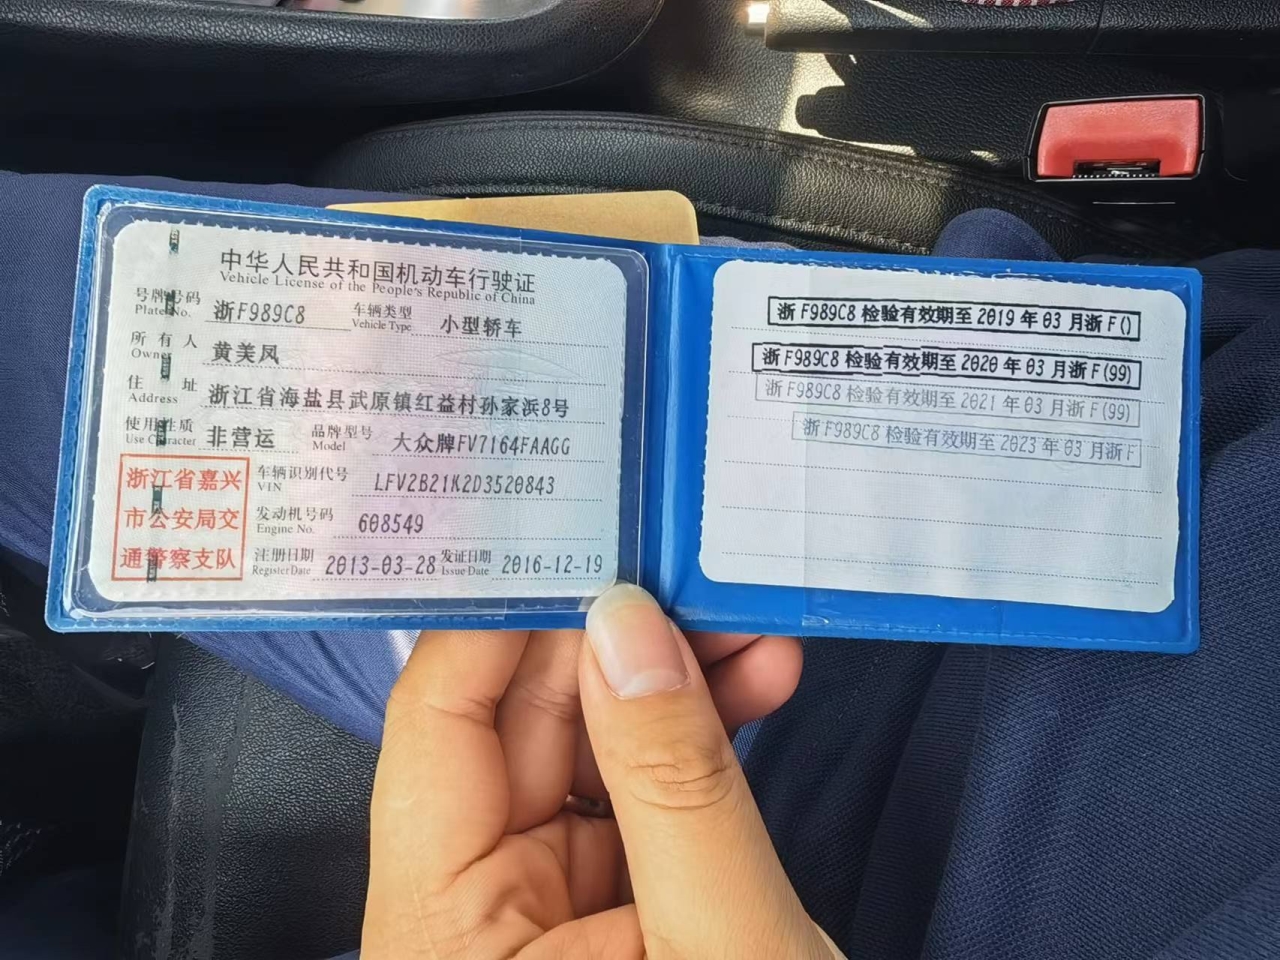 中华人民共和国机动车行驶证
Vehicle License of the People's Republic of China
号牌号码 浙F989C8 车辆类型 小型轿车
Plate No. Vehicle Type
所有人 黄美凤
Owner
住址 浙江省海盐县武原镇红益村孙家浜8号
Address
使用性质 非营运 品牌型号 大众牌FV7164FAAGG
Use Character Model
浙江省嘉兴
市公安局交
通警察支队
车辆识别代号 LFV2B21K2D3520843
VIN
发动机号码 608549
Engine No.
注册日期 2013-03-28 发证日期 2016-12-19
Register Date Issue Date
浙F989C8 检验有效期至 2019 年 03 月浙F()
浙F989C8 检验有效期至 2020 年 03 月浙F(99)
浙F989C8 检验有效期至 2021 年 03 月浙F(99)
浙F989C8 检验有效期至 2023 年 03 月浙F